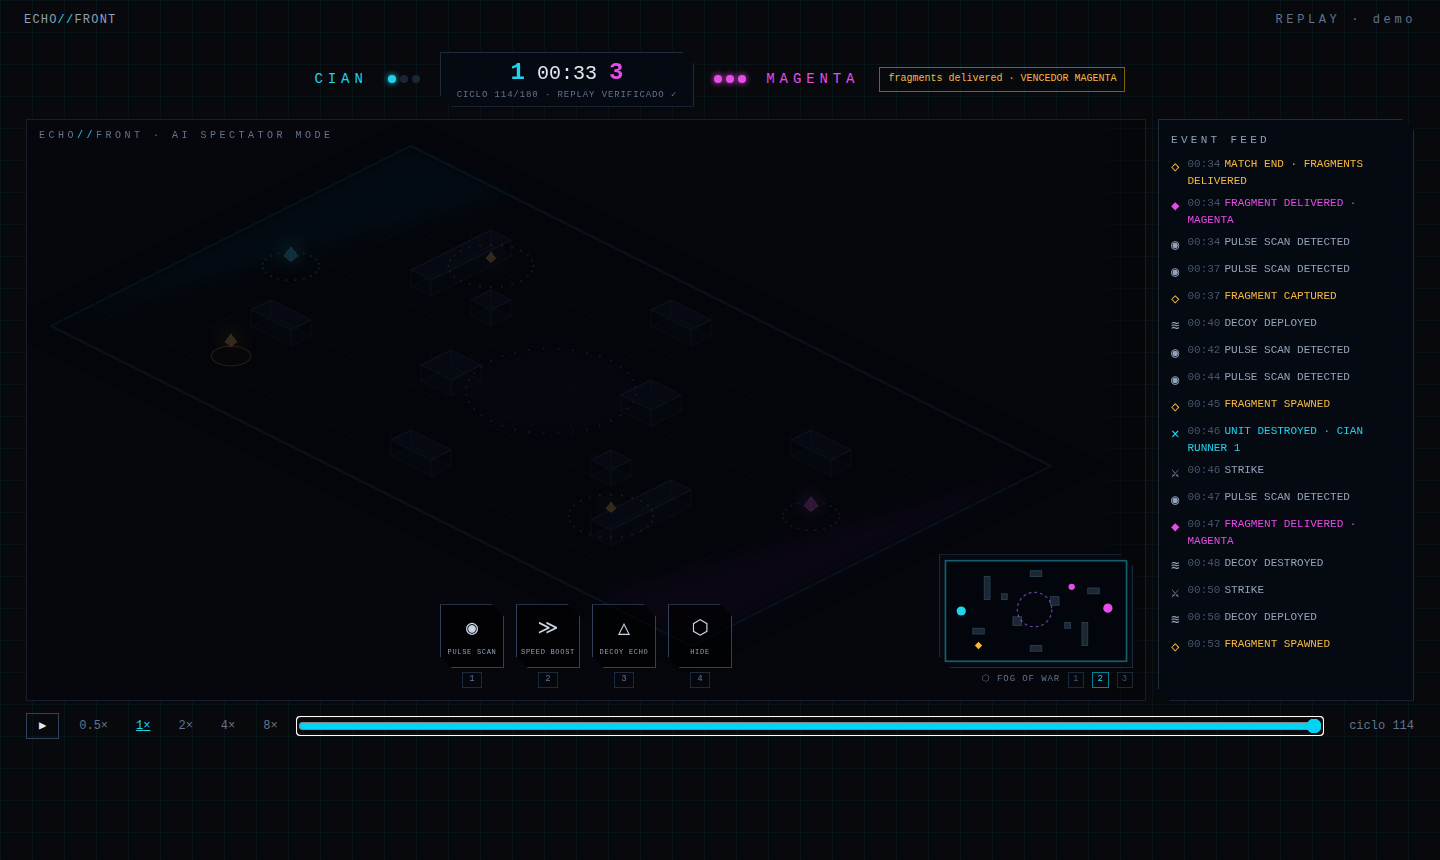 ECHO//FRONT
REPLAY · demo
CIAN
1 00:33 3
CICLO 114/180 · REPLAY VERIFICADO ✓
MAGENTA
fragments delivered · VENCEDOR MAGENTA
ECHO//FRONT · AI SPECTATOR MODE
EVENT FEED
00:34 MATCH END · FRAGMENTS
DELIVERED
00:34 FRAGMENT DELIVERED ·
MAGENTA
00:34 PULSE SCAN DETECTED
00:37 PULSE SCAN DETECTED
00:37 FRAGMENT CAPTURED
00:40 DECOY DEPLOYED
00:42 PULSE SCAN DETECTED
00:44 PULSE SCAN DETECTED
00:45 FRAGMENT SPAWNED
00:46 UNIT DESTROYED · CIAN
RUNNER 1
00:46 STRIKE
00:47 PULSE SCAN DETECTED
00:47 FRAGMENT DELIVERED ·
MAGENTA
00:48 DECOY DESTROYED
00:50 STRIKE
00:50 DECOY DEPLOYED
00:53 FRAGMENT SPAWNED
PULSE SCAN
SPEED BOOST
DECOY ECHO
HIDE
1
2
3
4
FOG OF WAR 1 2 3
0.5× 1× 2× 4× 8×
ciclo 114